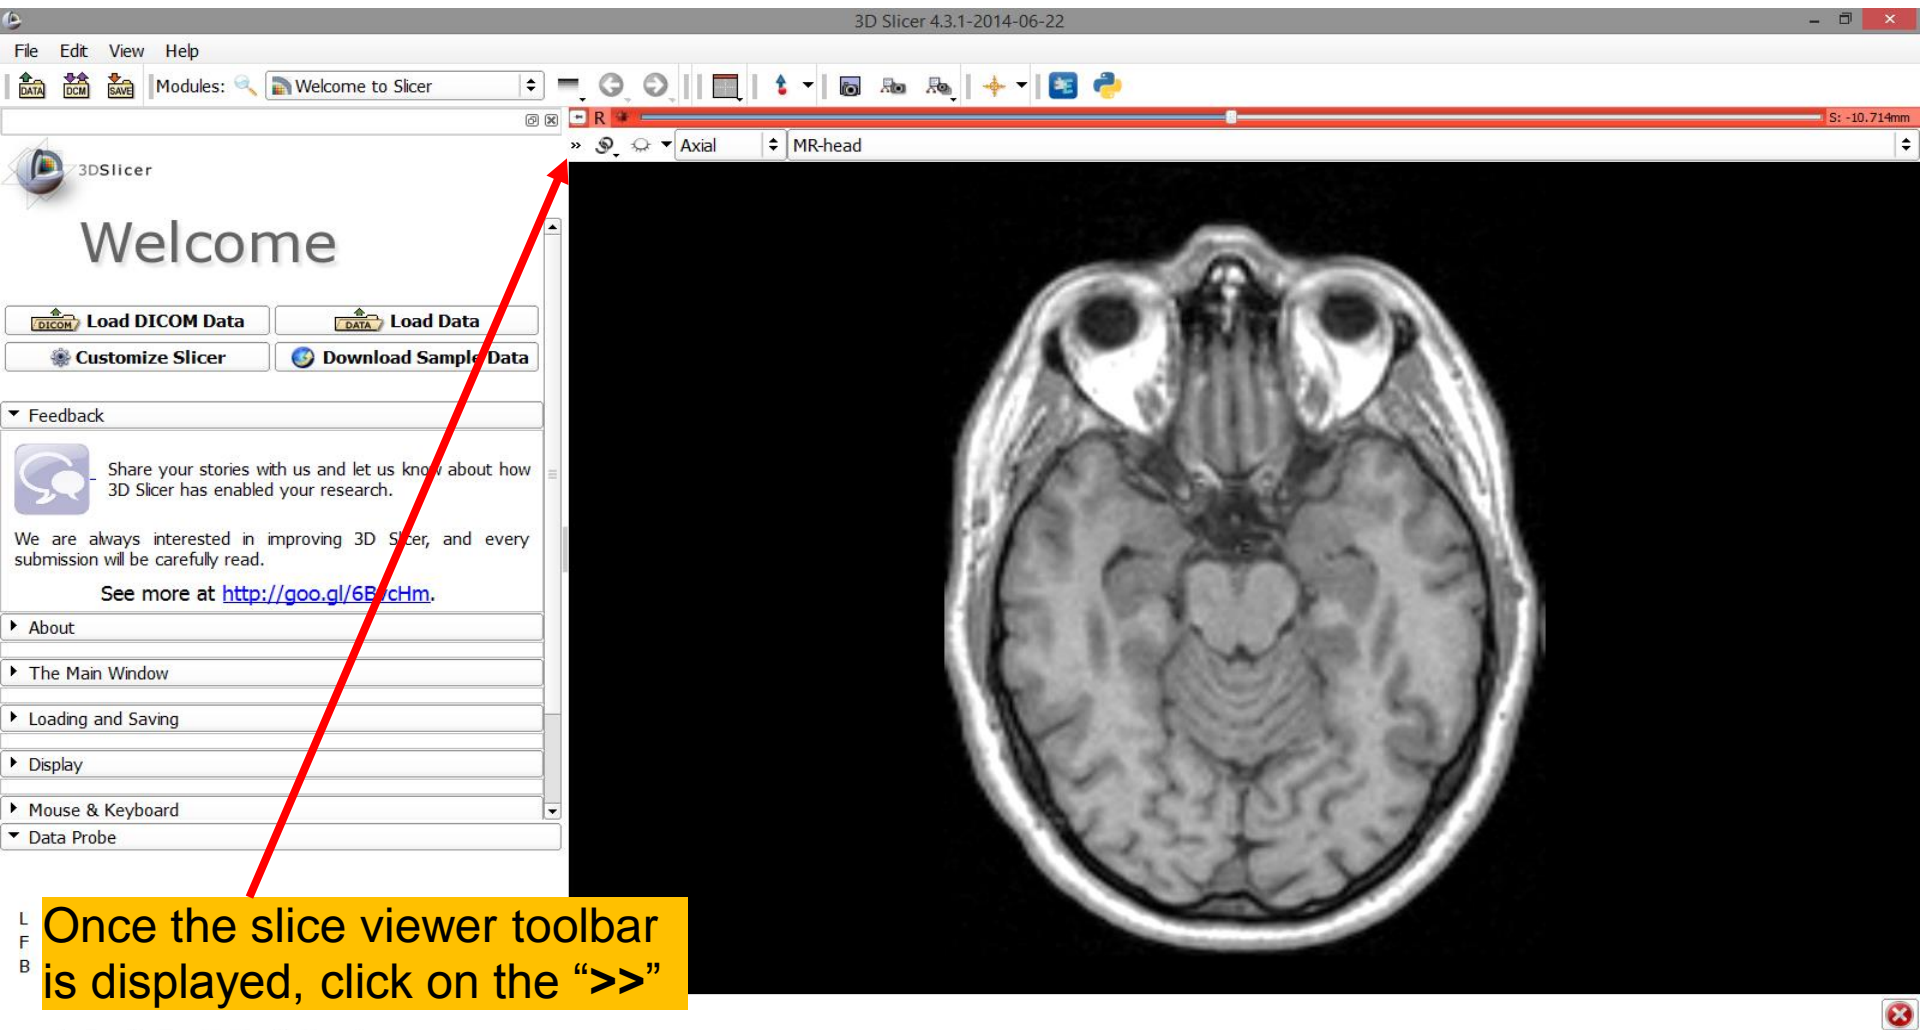 3D Slicer 4.3.1-2014-06-22
File Edit View Help
DATA DCM SAVE Modules: Welcome to Slicer
R S: -10.714mm
» Axial MR-head
3DSlicer
Welcome
DICOM Load DICOM Data DATA Load Data
Customize Slicer Download Sample Data
Feedback
Share your stories with us and let us know about how
3D Slicer has enabled your research.
We are always interested in improving 3D Slicer, and every
submission will be carefully read.
See more at
About
The Main Window
Loading and Saving
Display
Mouse & Keyboard
Data Probe
L
F
B
Once the slice viewer toolbar
is displayed, click on the “>>”